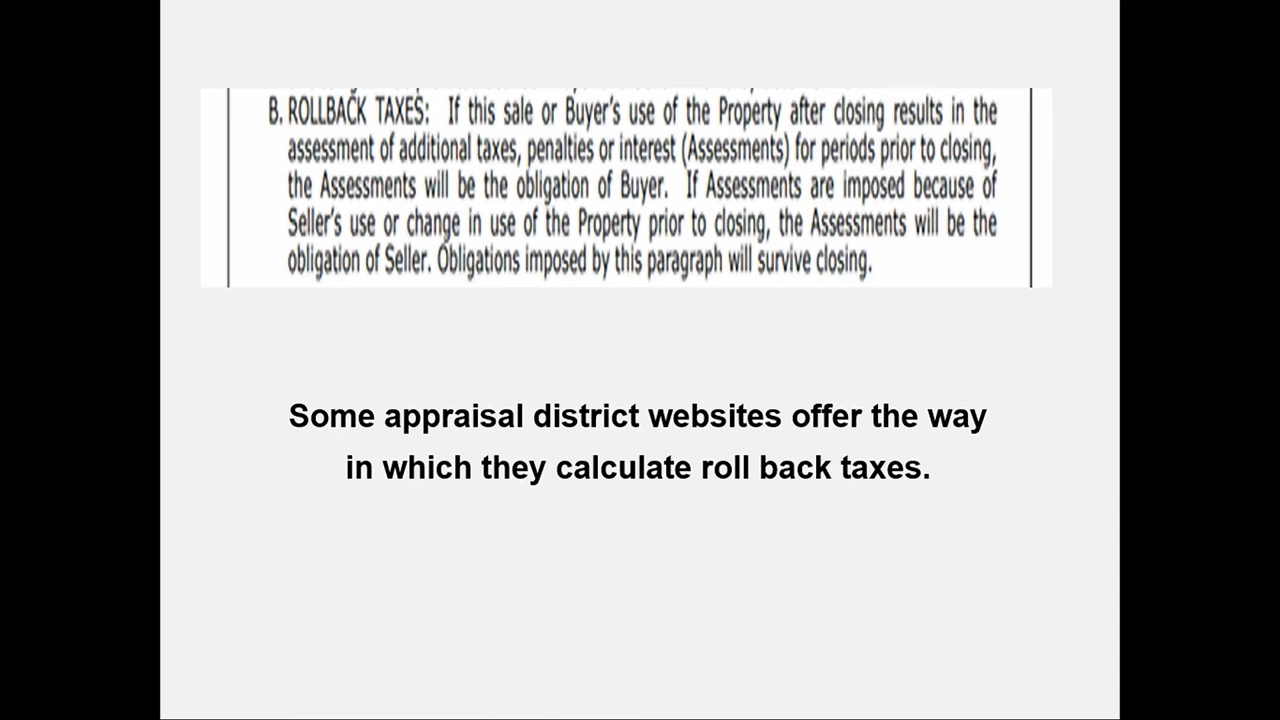 B. ROLLBACK TAXES: If this sale or Buyer's use of the Property after closing results in the
assessment of additional taxes, penalties or interest (Assessments) for periods prior to closing,
the Assessments will be the obligation of Buyer. If Assessments are imposed because of
Seller's use or change in use of the Property prior to closing, the Assessments will be the
obligation of Seller. Obligations imposed by this paragraph will survive closing.
Some appraisal district websites offer the way
in which they calculate roll back taxes.